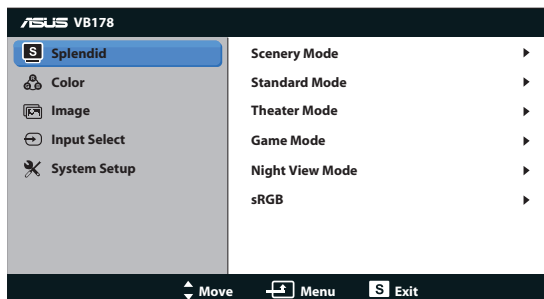 ASUS VB178
S Splendid
Color
Image
Input Select
System Setup
Scenery Mode
Standard Mode
Theater Mode
Game Mode
Night View Mode
sRGB
Move Menu S Exit